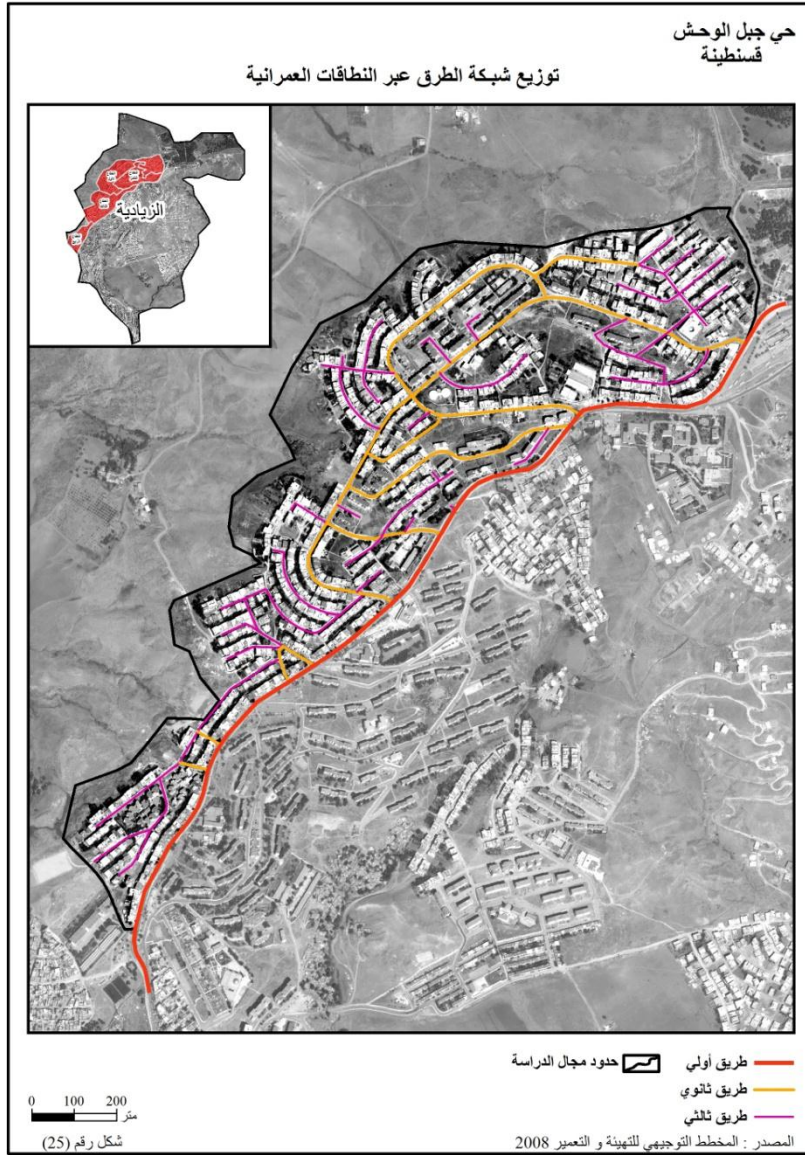 حي جبل الوحش
قسنطينة
توزيع شبكة الطرق عبر النطاقات العمرانية
الزيادية
طريق أولي
حدود مجال الدراسة
طريق ثانوي
طريق ثالثي
0 100 200
متر
المصدر : المخطط التوجيهي للتهيئة و التعمير 2008
شكل رقم (25)